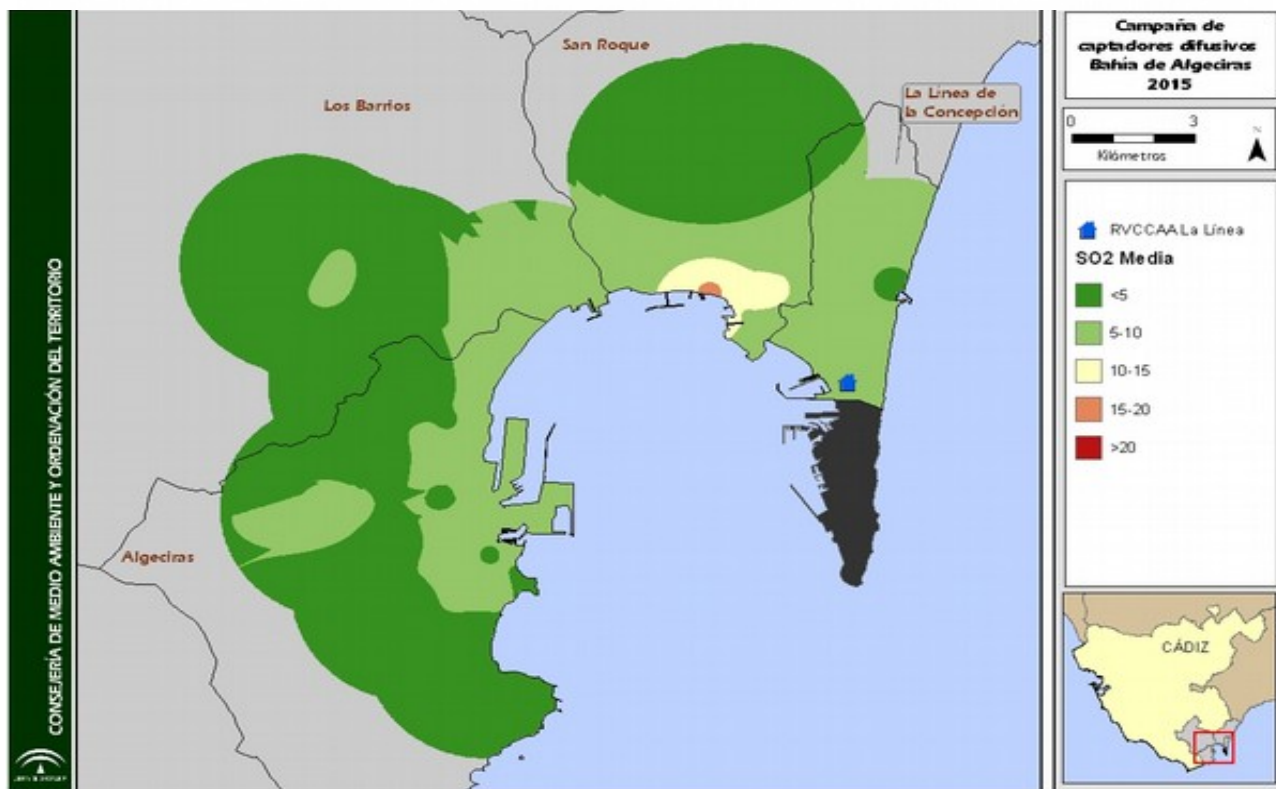 CONSEJERÍA DE MEDIO AMBIENTE Y ORDENACIÓN DEL TERRITORIO
San Roque
Los Barrios
La Línea de
la Concepción
Algeciras
Campaña de
captadores difusivos
Bahía de Algeciras
2015
0 3
Kilómetros
N
RVCCAA La Línea
SO2 Media
<5
5-10
10-15
15-20
>20
CÁDIZ